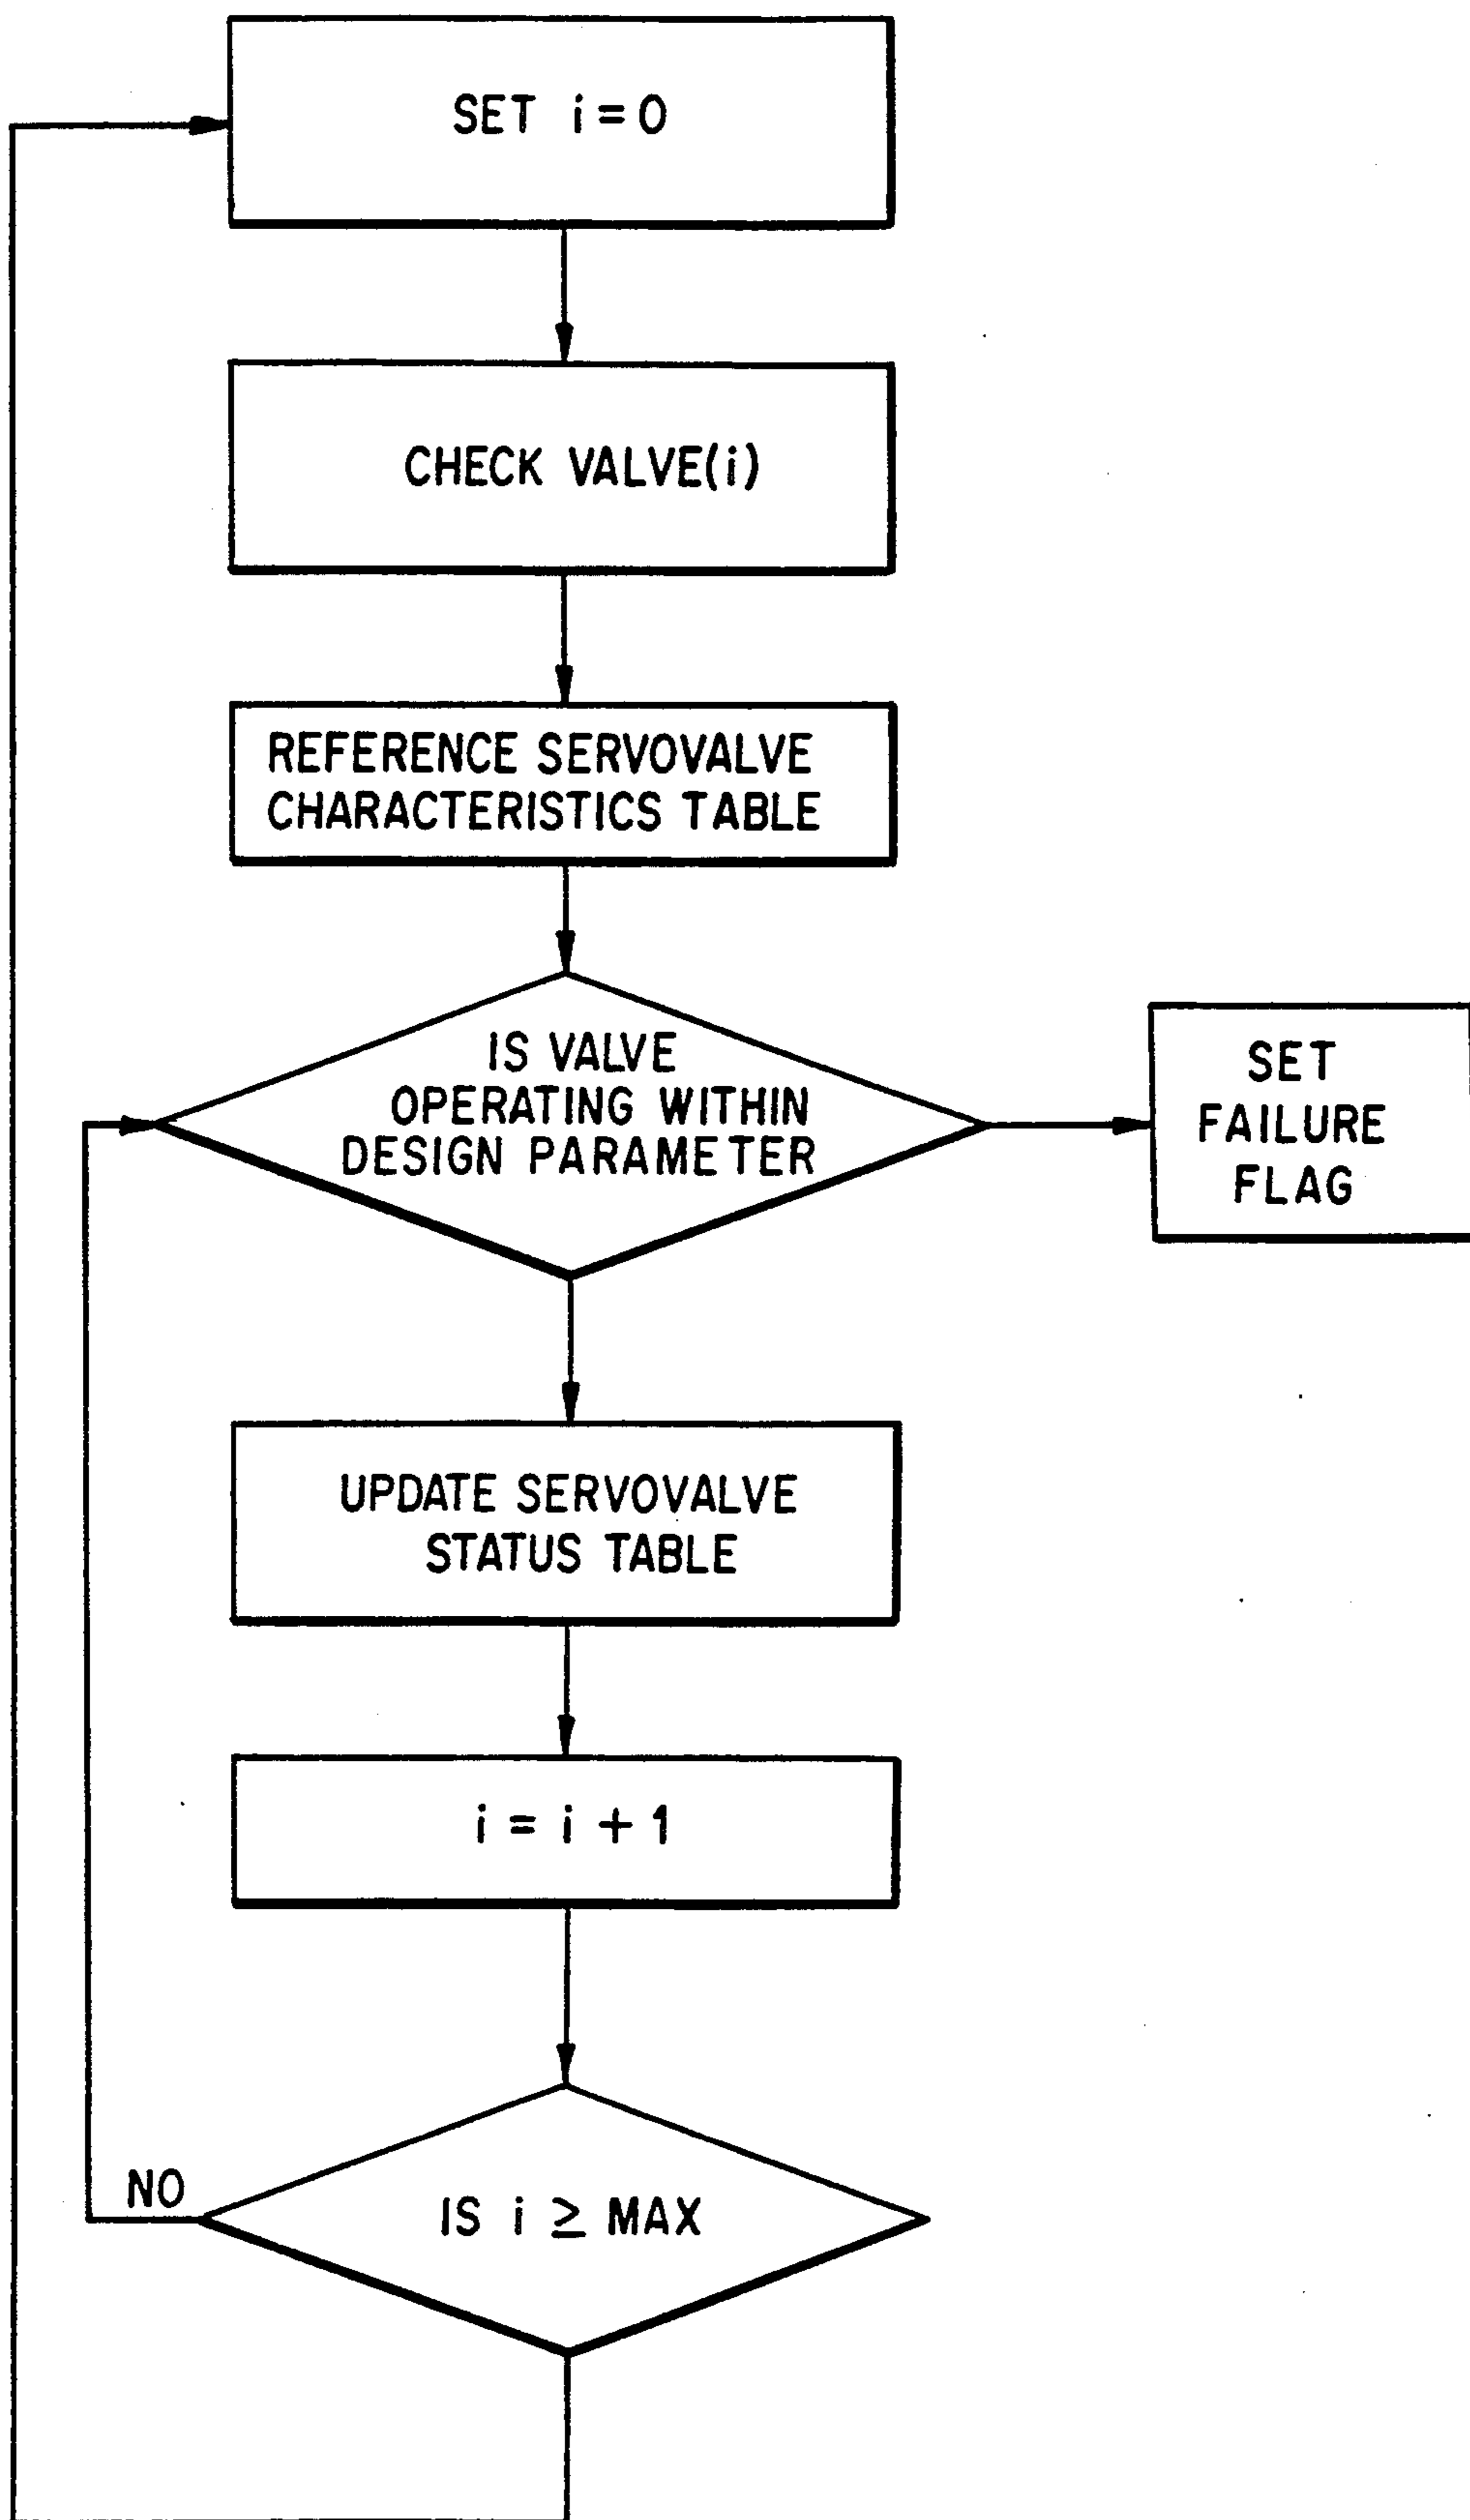 SET i = 0
CHECK VALVE(i)
REFERENCE SERVOVALVE
CHARACTERISTICS TABLE
IS VALVE
OPERATING WITHIN
DESIGN PARAMETER
SET
FAILURE
FLAG
UPDATE SERVOVALVE
STATUS TABLE
i = i + 1
NO
IS i ≥ MAX